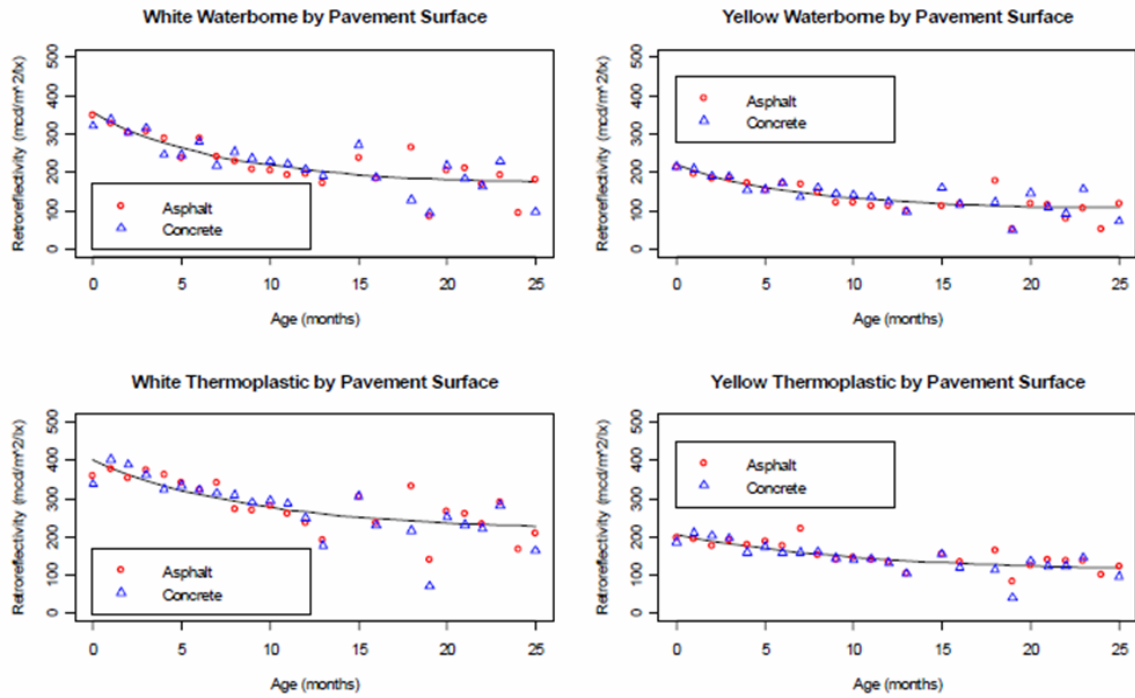 White Waterborne by Pavement Surface
Retroreflectivity (mcd/m^2/lx)
500
400
300
200
100
0
Asphalt
Concrete
0 5 10 15 20 25
Age (months)
Yellow Waterborne by Pavement Surface
Retroreflectivity (mcd/m^2/lx)
500
400
300
200
100
0
Asphalt
Concrete
0 5 10 15 20 25
Age (months)
White Thermoplastic by Pavement Surface
Retroreflectivity (mcd/m^2/lx)
500
400
300
200
100
0
Asphalt
Concrete
0 5 10 15 20 25
Age (months)
Yellow Thermoplastic by Pavement Surface
Retroreflectivity (mcd/m^2/lx)
500
400
300
200
100
0
Asphalt
Concrete
0 5 10 15 20 25
Age (months)